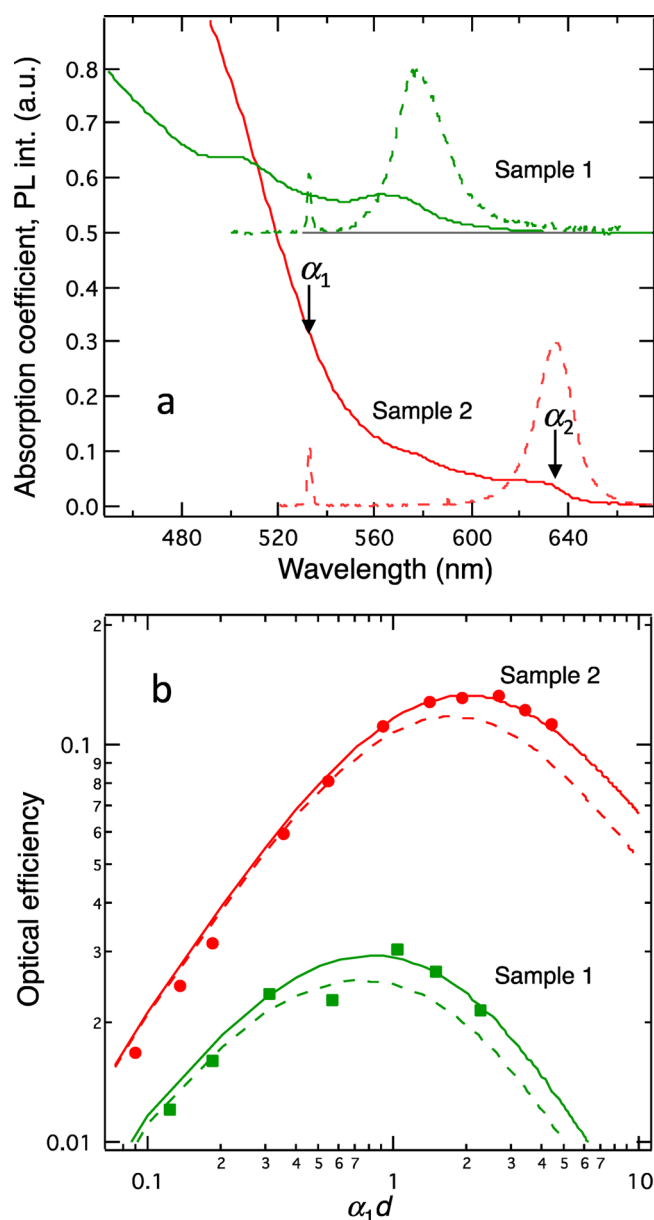 0.8
0.7
0.6
0.5
0.4
0.3
0.2
0.1
0.0
Absorption coefficient, PL int. (a.u.)
Sample 1
α1
a
Sample 2
α2
480 520 560 600 640
Wavelength (nm)
2
b
Sample 2
0.1
9
8
7
6
5
4
3
2
0.01
Optical efficiency
Sample 1
0.1 2 3 4 5 6 7 1 2 3 4 5 6 7 10
α1d